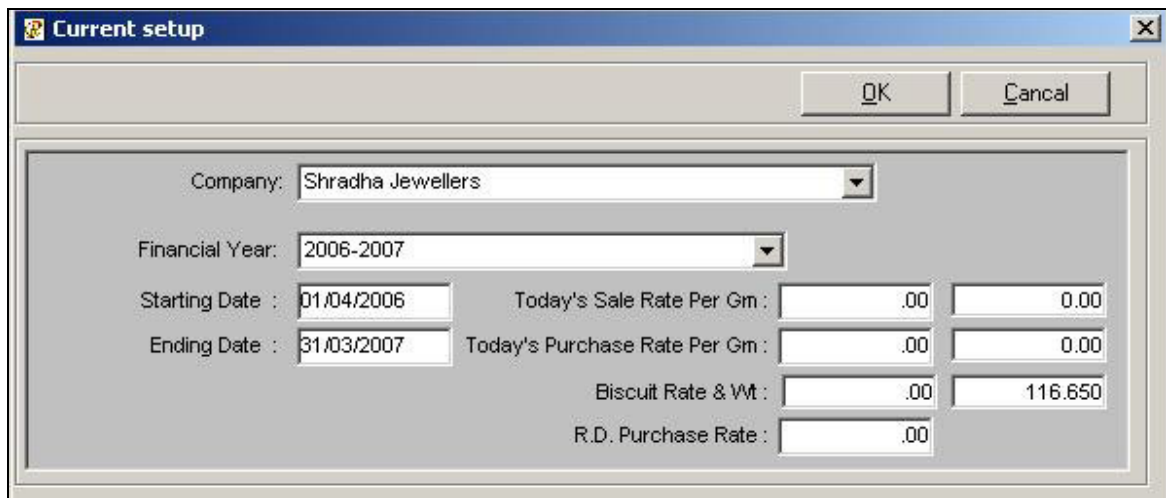 Current setup
OK Cancal
Company: Shradha Jewellers
Financial Year: 2006-2007
Starting Date : 01/04/2006 Today's Sale Rate Per Gm : .00 0.00
Ending Date : 31/03/2007 Today's Purchase Rate Per Gm : .00 0.00
Biscuit Rate & Wt : .00 116.650
R.D. Purchase Rate : .00